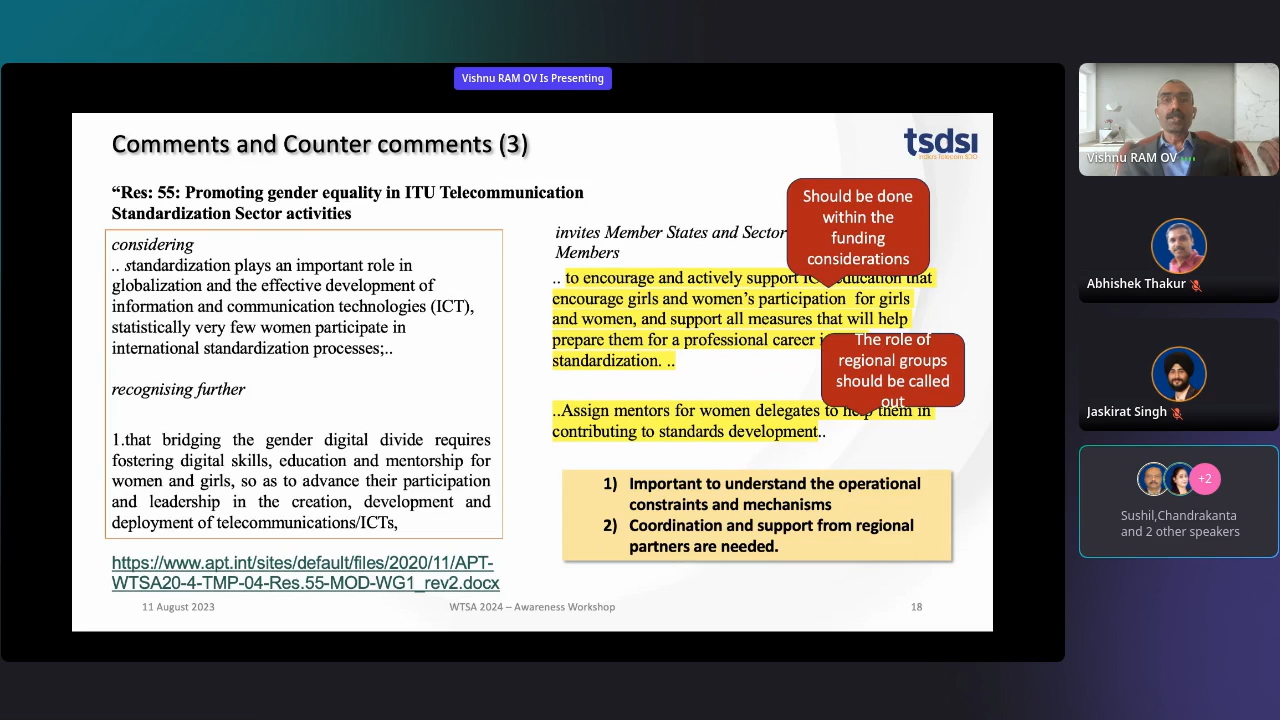 Vishnu RAM OV Is Presenting
Comments and Counter comments (3)
tsdsi
India's Telecom SDO
“Res: 55: Promoting gender equality in ITU Telecommunication
Standardization Sector activities
considering
.. standardization plays an important role in
globalization and the effective development of
information and communication technologies (ICT),
statistically very few women participate in
international standardization processes;..
recognising further
1.that bridging the gender digital divide requires
fostering digital skills, education and mentorship for
women and girls, so as to advance their participation
and leadership in the creation, development and
deployment of telecommunications/ICTs,
https://www.apt.int/sites/default/files/2020/11/APT-
WTSA20-4-TMP-04-Res.55-MOD-WG1_rev2.docx
invites Member States and Sector
Members
.. to encourage and actively support education that
encourage girls and women’s participation for girls
and women, and support all measures that will help
prepare them for a professional career
standardization. ..
..Assign mentors for women delegates to help them in
contributing to standards development..
Should be done
within the
funding
considerations
The role of
regional groups
should be called
out
1) Important to understand the operational
constraints and mechanisms
2) Coordination and support from regional
partners are needed.
11 August 2023
WTSA 2024 – Awareness Workshop
18
Vishnu RAM OV
Abhishek Thakur
Jaskirat Singh
+2
Sushil,Chandrakanta
and 2 other speakers